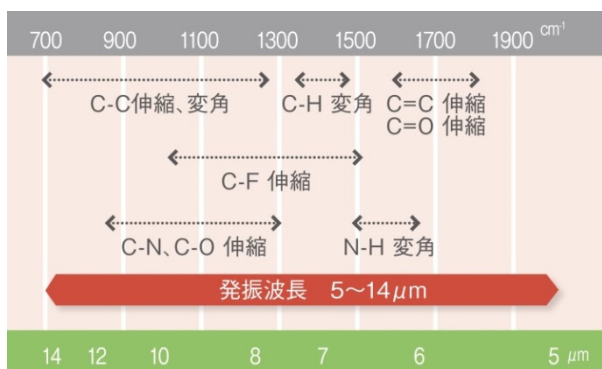 700 900 1100 1300 1500 1700 1900 cm-1
C-C伸縮、変角 C-H 変角 C=C 伸縮
C=O 伸縮
C-F 伸縮
C-N、C-O 伸縮 N-H 変角
発振波長 5〜14μm
14 12 10 8 7 6 5 μm